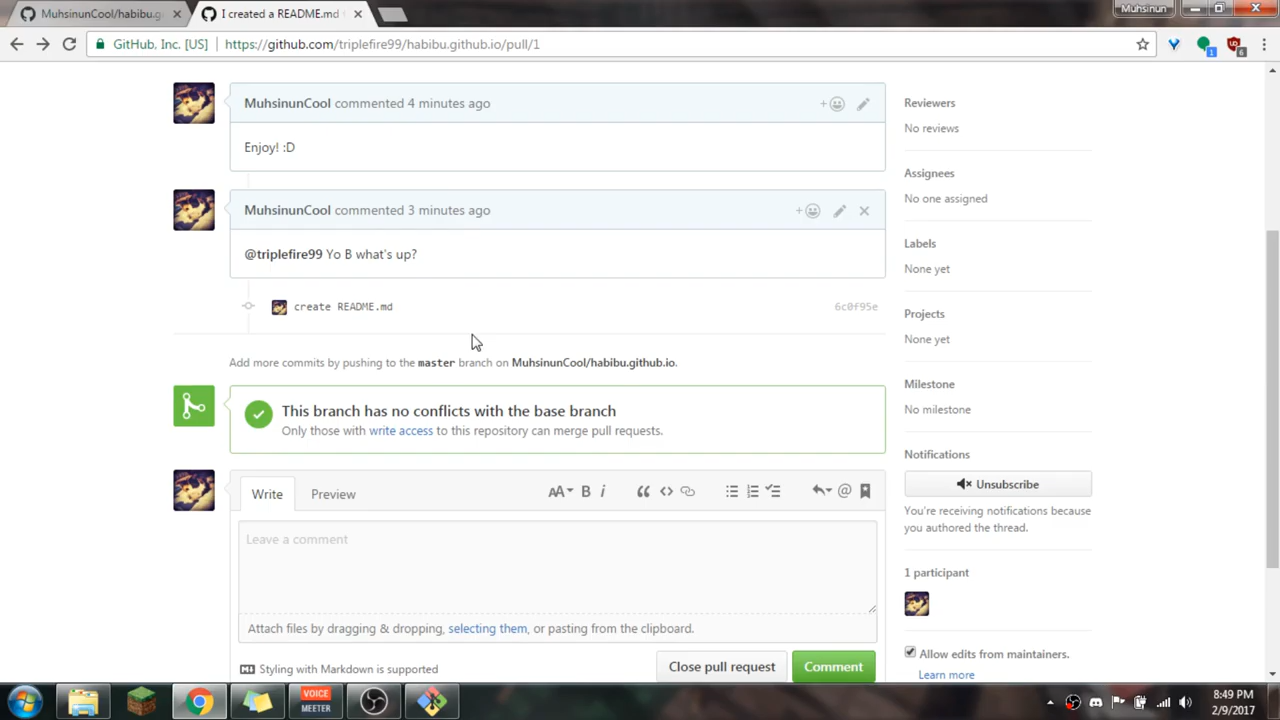 MuhsinunCool/habibu.g
I created a README.md
Muhsinun
GitHub, Inc. [US]
https://github.com/triplefire99/habibu.github.io/pull/1
1
6
MuhsinunCool commented 4 minutes ago
Enjoy! :D
MuhsinunCool commented 3 minutes ago
@triplefire99 Yo B what's up?
create README.md
6c0f95e
Add more commits by pushing to the master branch on MuhsinunCool/habibu.github.io.
This branch has no conflicts with the base branch
Only those with write access to this repository can merge pull requests.
Write
Preview
AA
B
i
Leave a comment
Attach files by dragging & dropping, selecting them, or pasting from the clipboard.
Styling with Markdown is supported
Close pull request
Comment
Reviewers
No reviews
Assignees
No one assigned
Labels
None yet
Projects
None yet
Milestone
No milestone
Notifications
Unsubscribe
You're receiving notifications because
you authored the thread.
1 participant
Allow edits from maintainers.
Learn more
VOICE
MEETER
8:49 PM
2/9/2017